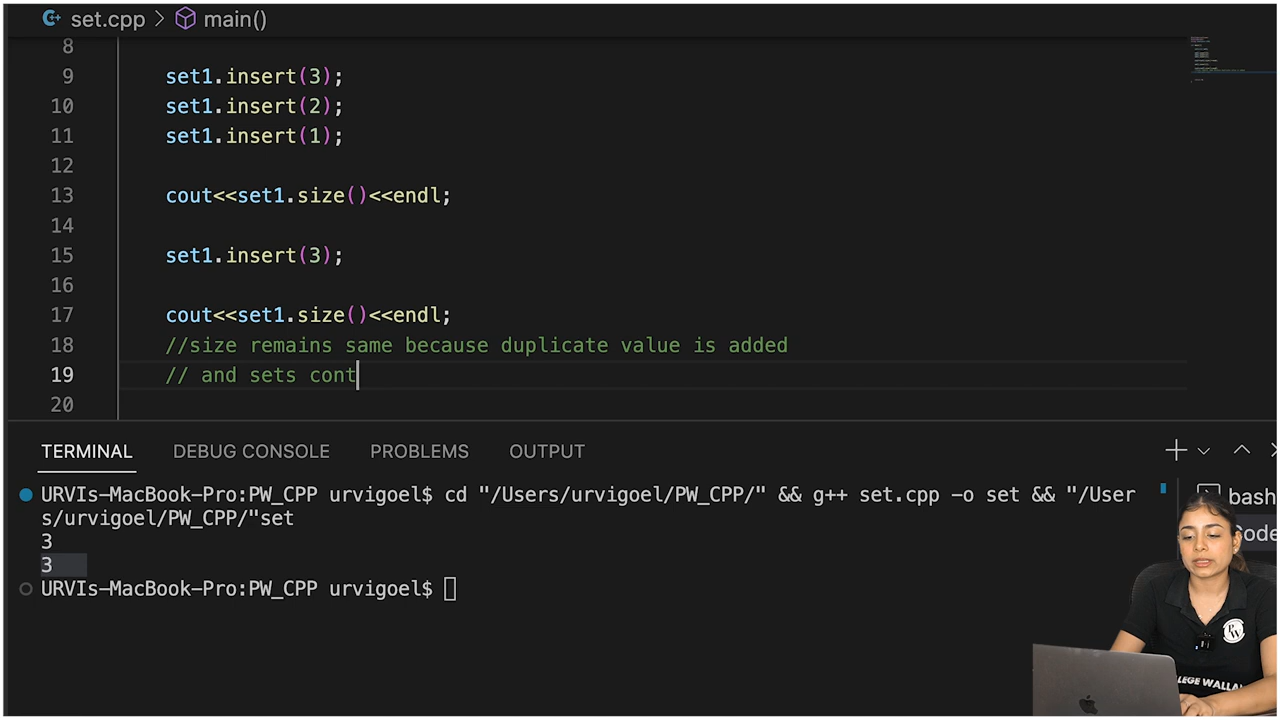 set.cpp > main()
8
9 set1.insert(3);
10 set1.insert(2);
11 set1.insert(1);
12
13 cout<<set1.size()<<endl;
14
15 set1.insert(3);
16
17 cout<<set1.size()<<endl;
18 //size remains same because duplicate value is added
19 // and sets cont
20
TERMINAL DEBUG CONSOLE PROBLEMS OUTPUT
URVIs-MacBook-Pro:PW_CPP urvigoel$ cd "/Users/urvigoel/PW_CPP/" && g++ set.cpp -o set && "/User
s/urvigoel/PW_CPP/"set
3
3
URVIs-MacBook-Pro:PW_CPP urvigoel$
bash
Code
PW